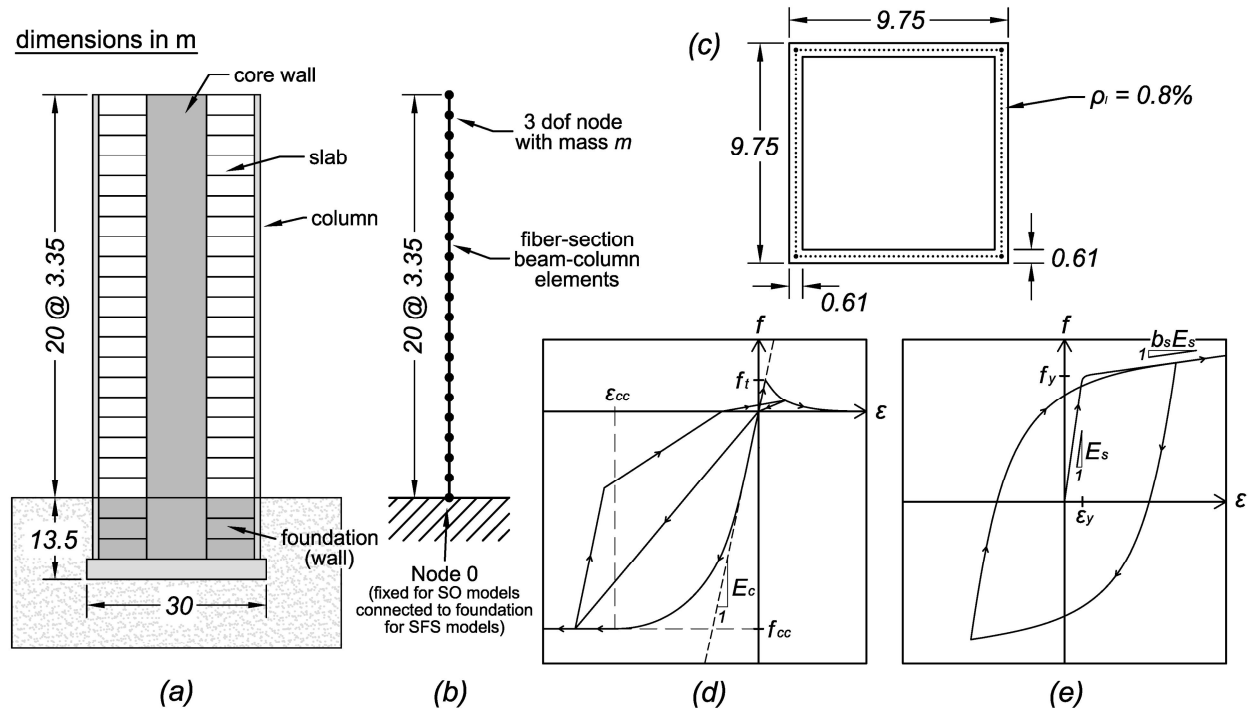 dimensions in m
core wall
slab
column
20 @ 3.35
13.5
foundation
(wall)
30
(a)
3 dof node
with mass m
fiber-section
beam-column
elements
20 @ 3.35
Node 0
(fixed for SO models
connected to foundation
for SFS models)
(b)
(c)
9.75
9.75
ρl = 0.8%
0.61
0.61
f
ft
εcc
ε
Ec
1
fcc
(d)
f
bsEs
1
fy
Es
1
εy
ε
(e)